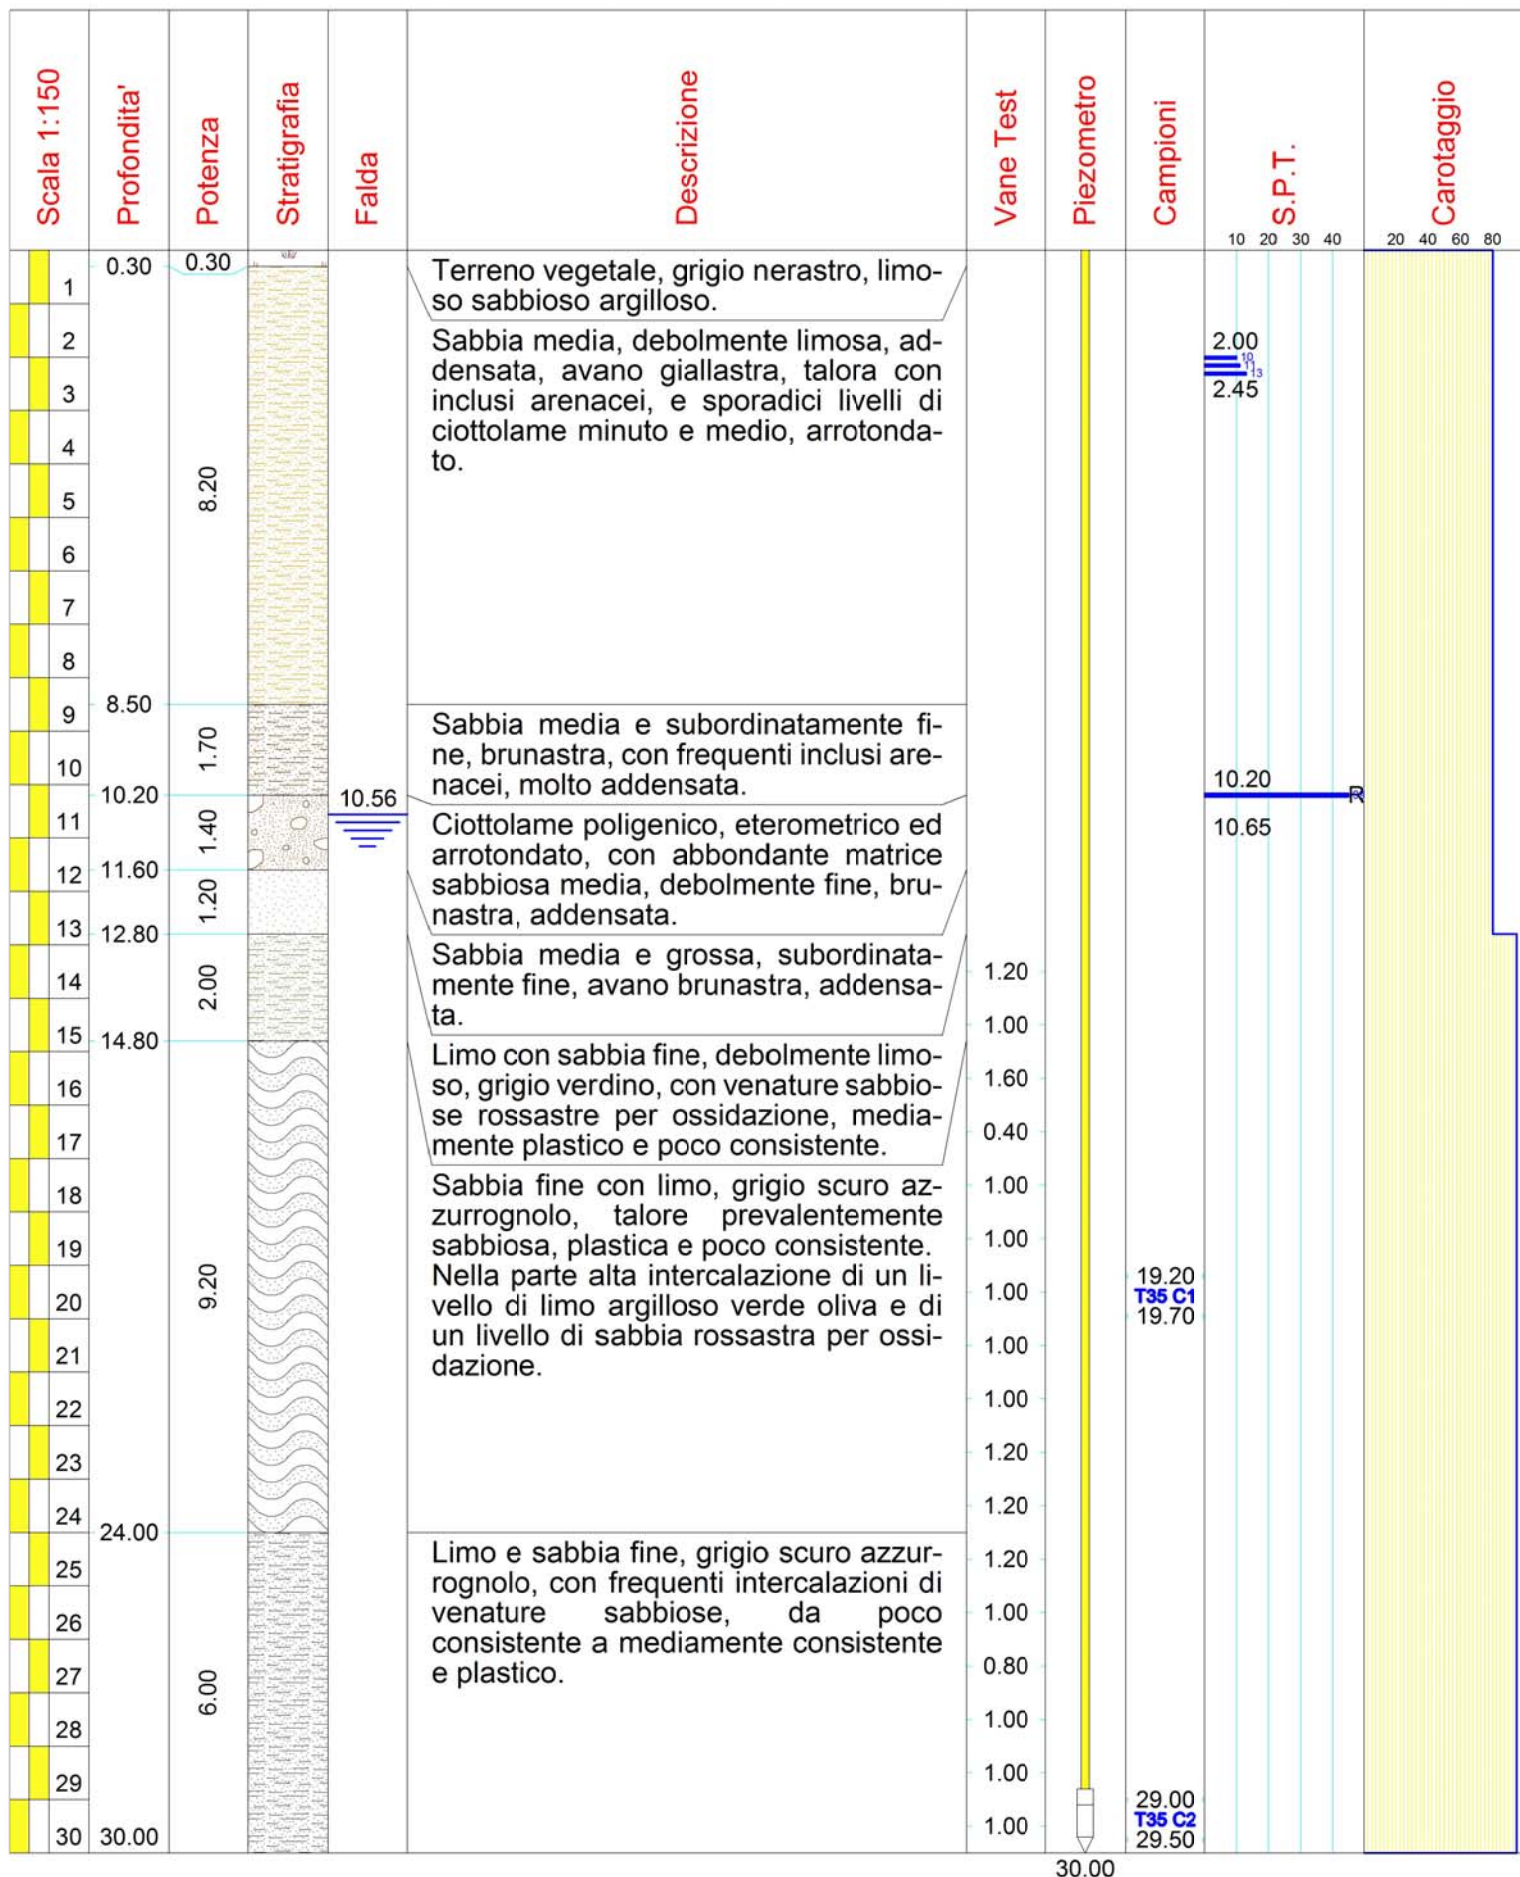 Scala 1:150
Profondita'
Potenza
Stratigrafia
Falda
Descrizione
Vane Test
Piezometro
Campioni
S.P.T.
Carotaggio
10 20 30 40
20 40 60 80
1
2
3
4
5
6
7
8
9
10
11
12
13
14
15
16
17
18
19
20
21
22
23
24
25
26
27
28
29
30
0.30
8.50
10.20
11.60
12.80
14.80
24.00
30.00
0.30
8.20
1.70
1.40
1.20
2.00
9.20
6.00
10.56
Terreno vegetale, grigio nerastro, limo-
so sabbioso argilloso.
Sabbia media, debolmente limosa, ad-
densata, avano giallastra, talora con
inclusi arenacei, e sporadici livelli di
ciottolame minuto e medio, arrotonda-
to.
Sabbia media e subordinatamente fi-
ne, brunastra, con frequenti inclusi are-
nacei, molto addensata.
Ciottolame poligenico, eterometrico ed
arrotondato, con abbondante matrice
sabbiosa media, debolmente fine, bru-
nastra, addensata.
Sabbia media e grossa, subordinata-
mente fine, avano brunastra, addensa-
ta.
Limo con sabbia fine, debolmente limo-
so, grigio verdino, con venature sabbio-
se rossastre per ossidazione, media-
mente plastico e poco consistente.
Sabbia fine con limo, grigio scuro az-
zurrognolo, talore prevalentemente
sabbiosa, plastica e poco consistente.
Nella parte alta intercalazione di un li-
vello di limo argilloso verde oliva e di
un livello di sabbia rossastra per ossi-
dazione.
Limo e sabbia fine, grigio scuro azzur-
rognolo, con frequenti intercalazioni di
venature sabbiose, da poco
consistente a mediamente consistente
e plastico.
1.20
1.00
1.60
0.40
1.00
1.00
1.00
1.00
1.00
1.20
1.20
1.20
1.00
0.80
1.00
1.00
1.00
30.00
19.20
T35 C1
19.70
29.00
T35 C2
29.50
2.00
10
11
13
2.45
10.20
R
10.65